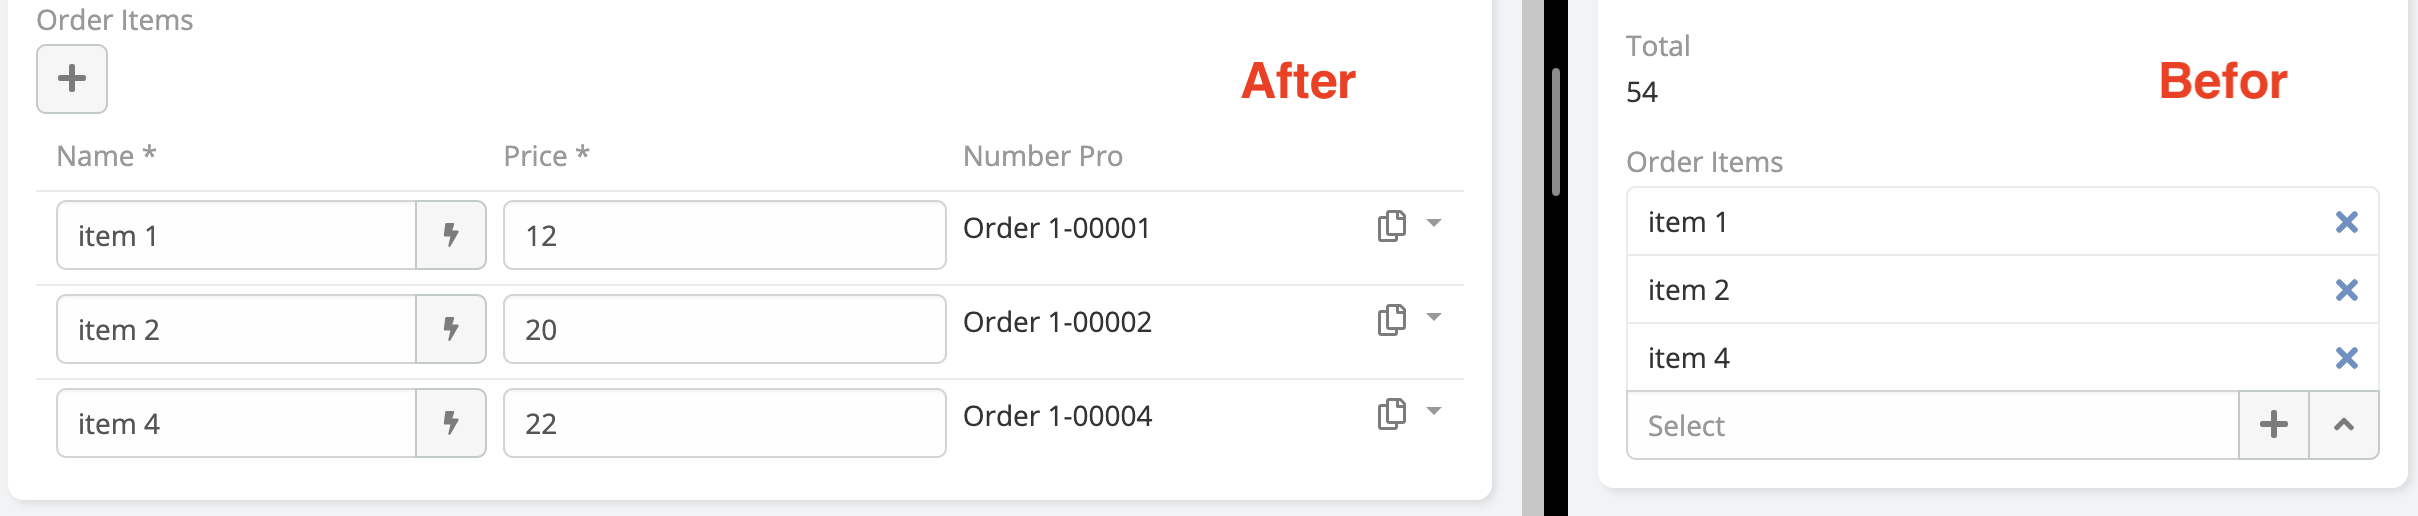 Order Items
After
Name * Price * Number Pro
item 1 12 Order 1-00001
item 2 20 Order 1-00002
item 4 22 Order 1-00004
Total
54
Befor
Order Items
item 1
item 2
item 4
Select